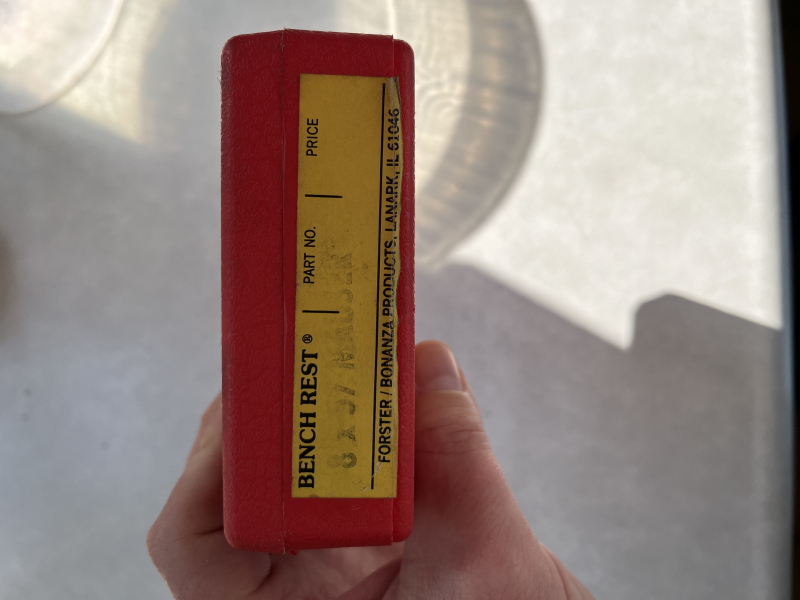 BENCH REST® | PART NO. | PRICE
FORSTER / BONANZA PRODUCTS, LANARK, IL 61046